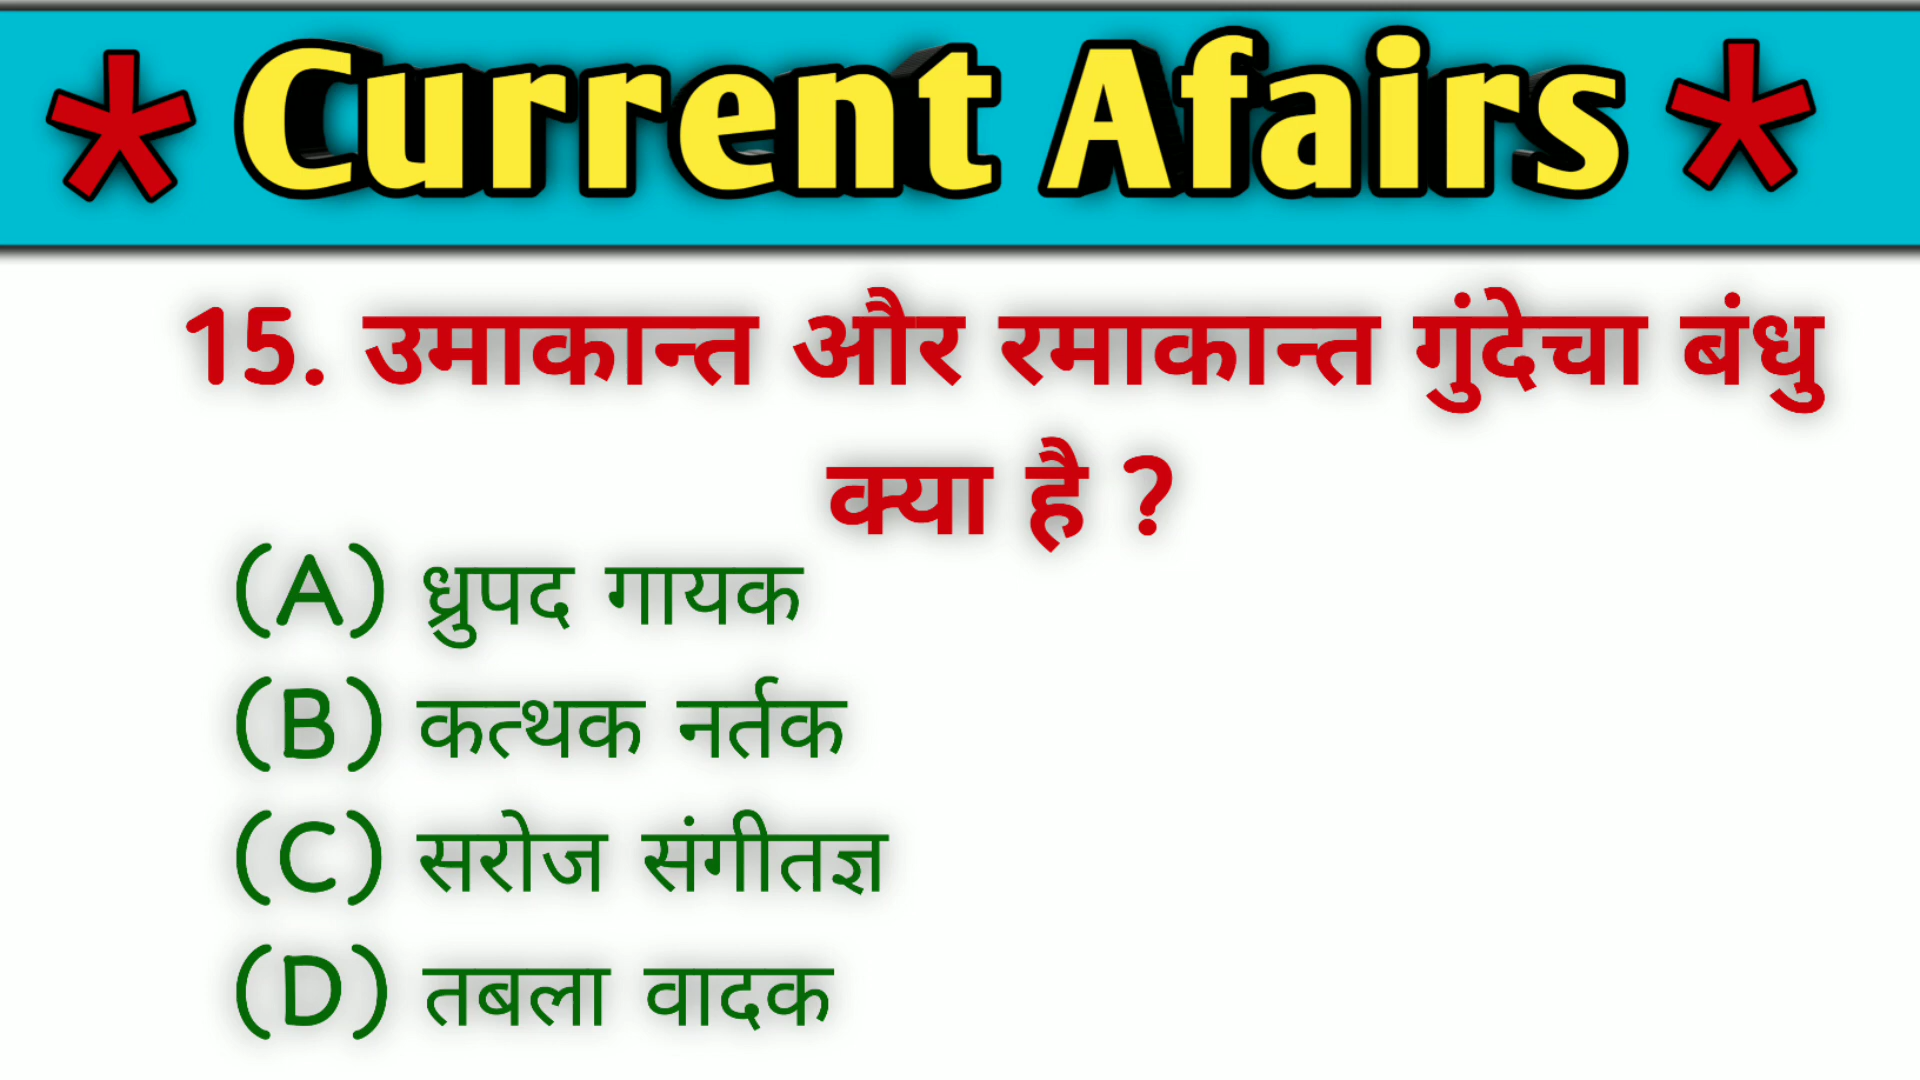 * Current Afairs *
15. उमाकान्त और रमाकान्त गुंदेचा बंधु
क्या है ?
(A) ध्रुपद गायक
(B) कत्थक नर्तक
(C) सरोज संगीतज्ञ
(D) तबला वादक